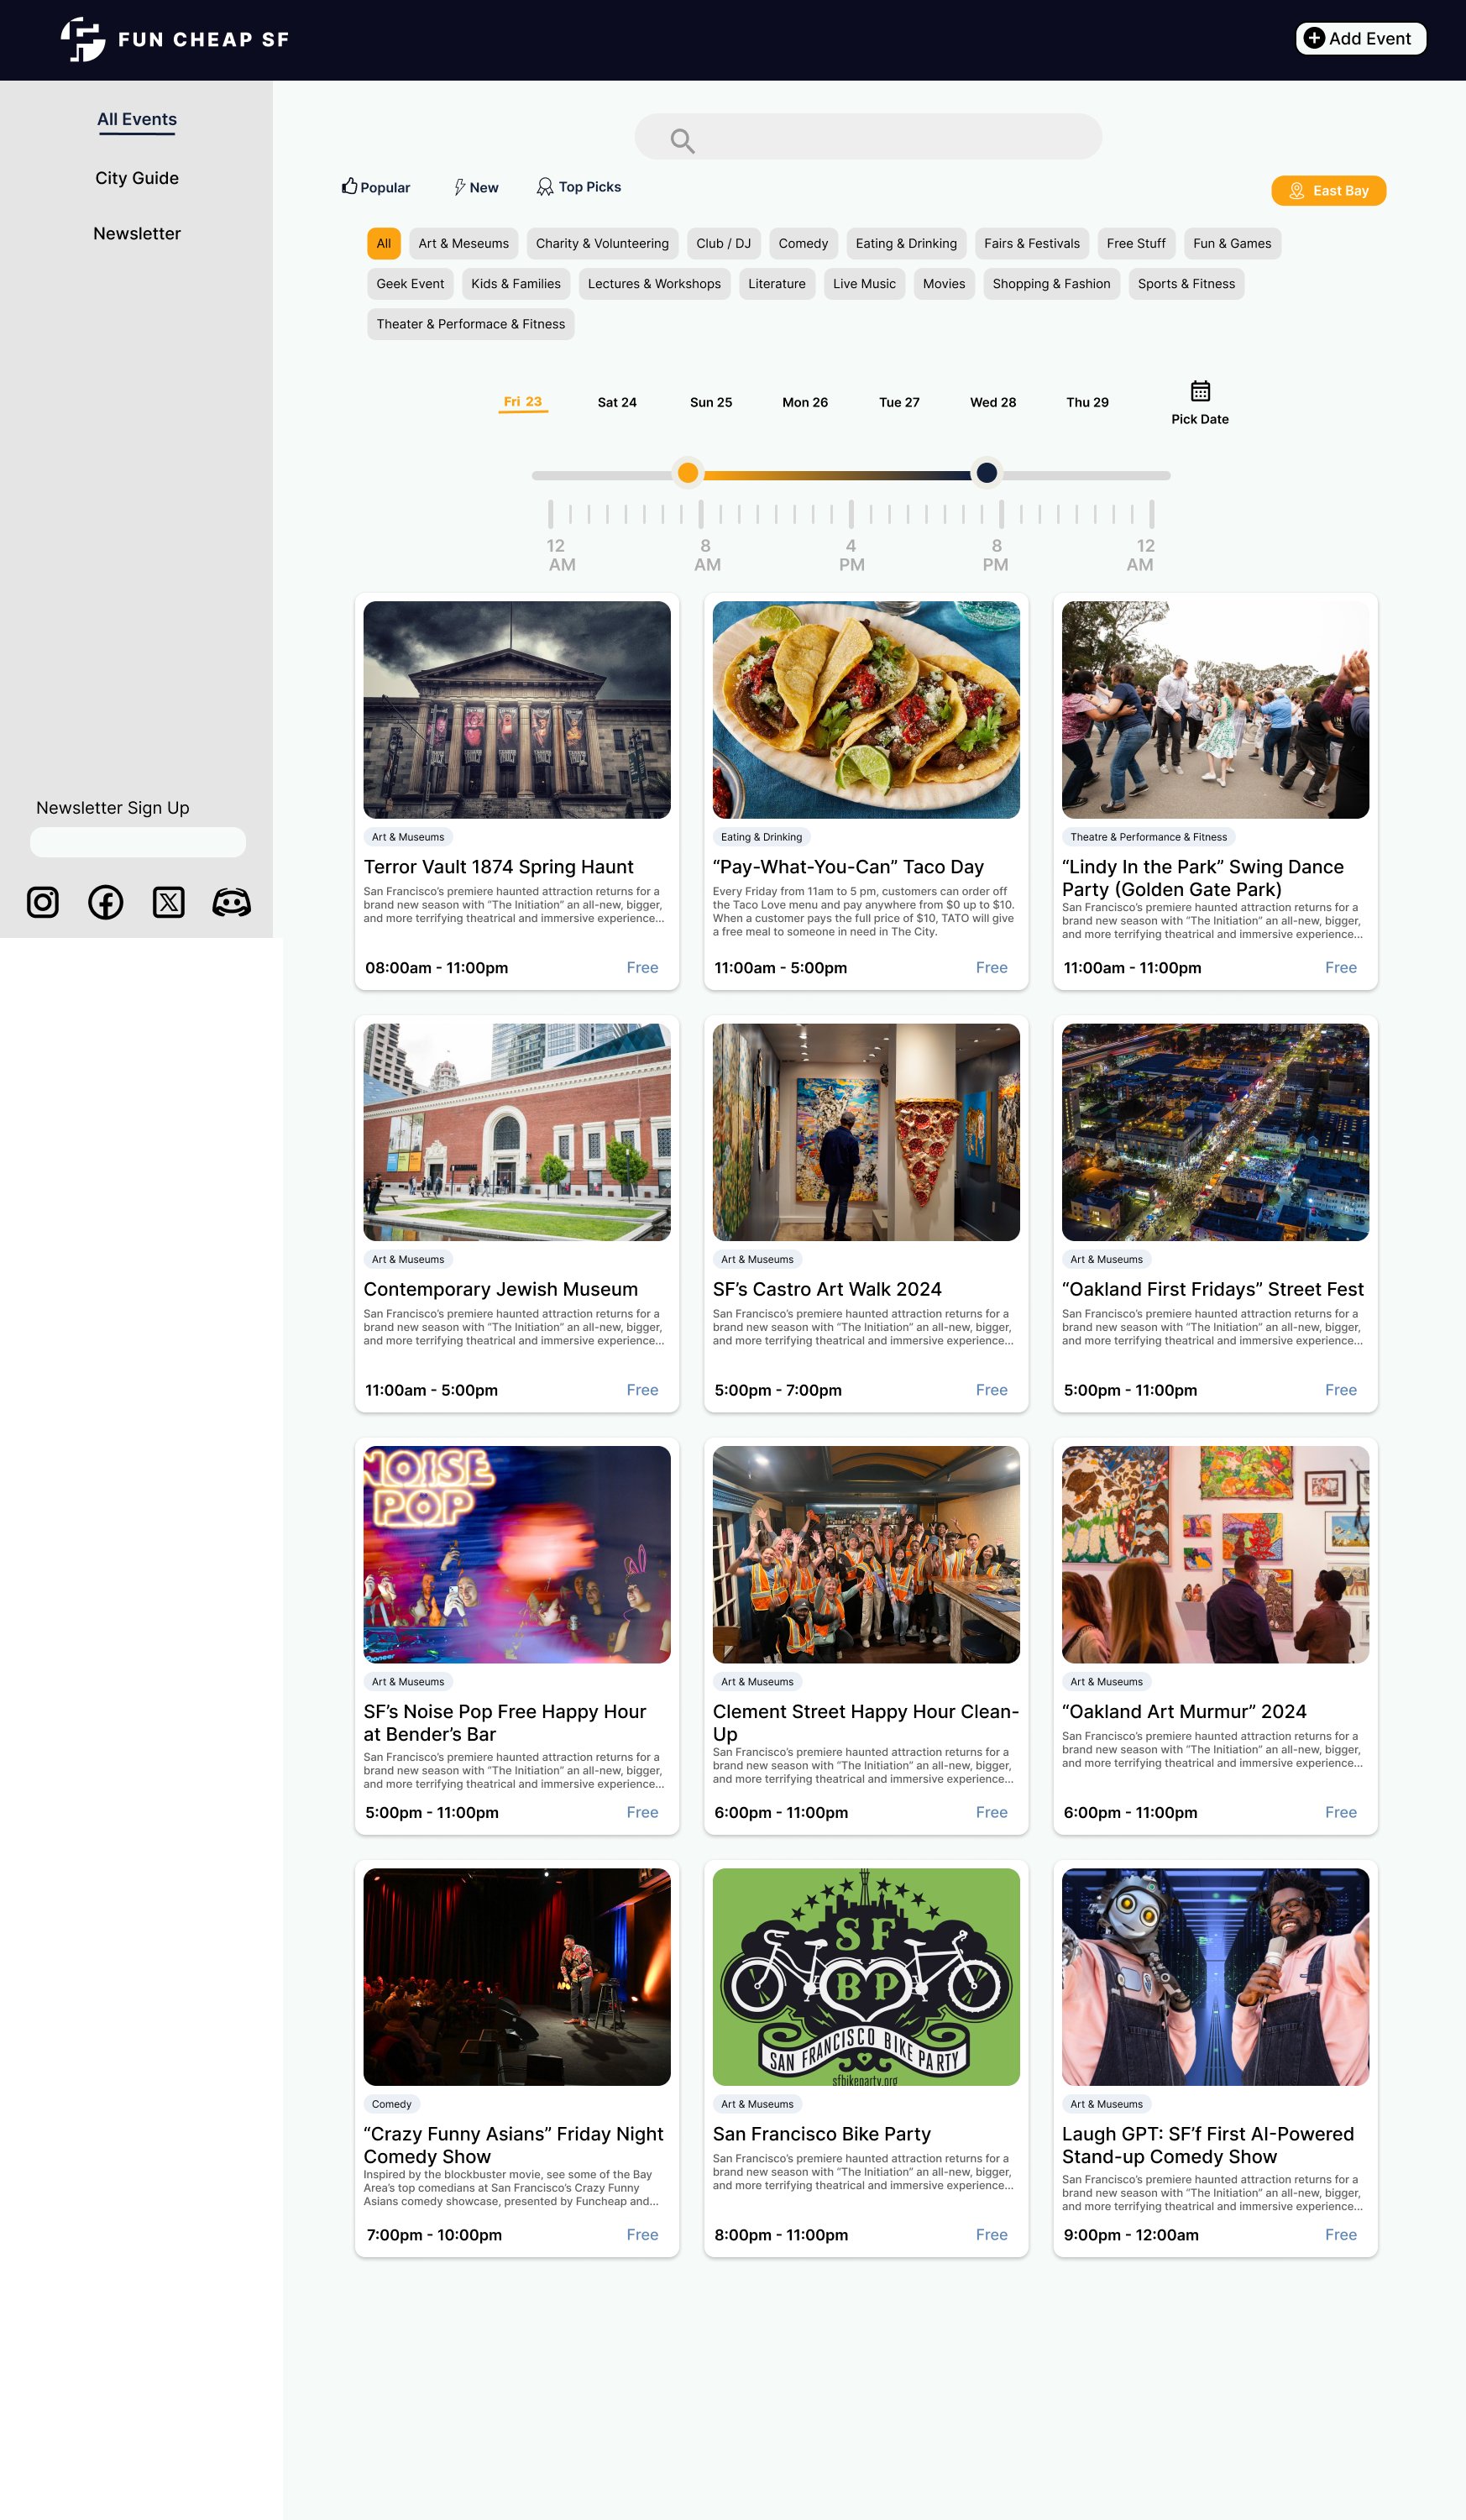 FUN CHEAP SF
Add Event
All Events
City Guide
Newsletter
Popular
New
Top Picks
East Bay
All
Art & Meseums
Charity & Volunteering
Club / DJ
Comedy
Eating & Drinking
Fairs & Festivals
Free Stuff
Fun & Games
Geek Event
Kids & Families
Lectures & Workshops
Literature
Live Music
Movies
Shopping & Fashion
Sports & Fitness
Theater & Performace & Fitness
Fri 23
Sat 24
Sun 25
Mon 26
Tue 27
Wed 28
Thu 29
Pick Date
12
AM
8
AM
4
PM
8
PM
12
AM
Newsletter Sign Up
Art & Museums
Terror Vault 1874 Spring Haunt
San Francisco’s premiere haunted attraction returns for a
brand new season with “The Initiation” an all-new, bigger,
and more terrifying theatrical and immersive experience...
08:00am - 11:00pm
Free
Eating & Drinking
“Pay-What-You-Can” Taco Day
Every Friday from 11am to 5 pm, customers can order off
the Taco Love menu and pay anywhere from $0 up to $10.
When a customer pays the full price of $10, TATO will give
a free meal to someone in need in The City.
11:00am - 5:00pm
Free
Theatre & Performance & Fitness
“Lindy In the Park” Swing Dance
Party (Golden Gate Park)
San Francisco’s premiere haunted attraction returns for a
brand new season with “The Initiation” an all-new, bigger,
and more terrifying theatrical and immersive experience...
11:00am - 11:00pm
Free
Art & Museums
Contemporary Jewish Museum
San Francisco’s premiere haunted attraction returns for a
brand new season with “The Initiation” an all-new, bigger,
and more terrifying theatrical and immersive experience...
11:00am - 5:00pm
Free
Art & Museums
SF’s Castro Art Walk 2024
San Francisco’s premiere haunted attraction returns for a
brand new season with “The Initiation” an all-new, bigger,
and more terrifying theatrical and immersive experience...
5:00pm - 7:00pm
Free
Art & Museums
“Oakland First Fridays” Street Fest
San Francisco’s premiere haunted attraction returns for a
brand new season with “The Initiation” an all-new, bigger,
and more terrifying theatrical and immersive experience...
5:00pm - 11:00pm
Free
NOISE
POP
Pioneer
Art & Museums
SF’s Noise Pop Free Happy Hour
at Bender’s Bar
San Francisco’s premiere haunted attraction returns for a
brand new season with “The Initiation” an all-new, bigger,
and more terrifying theatrical and immersive experience...
5:00pm - 11:00pm
Free
Art & Museums
Clement Street Happy Hour Clean-
Up
San Francisco’s premiere haunted attraction returns for a
brand new season with “The Initiation” an all-new, bigger,
and more terrifying theatrical and immersive experience...
6:00pm - 11:00pm
Free
Art & Museums
“Oakland Art Murmur” 2024
San Francisco’s premiere haunted attraction returns for a
brand new season with “The Initiation” an all-new, bigger,
and more terrifying theatrical and immersive experience...
6:00pm - 11:00pm
Free
Comedy
“Crazy Funny Asians” Friday Night
Comedy Show
Inspired by the blockbuster movie, see some of the Bay
Area’s top comedians at San Francisco’s Crazy Funny
Asians comedy showcase, presented by Funcheap and...
7:00pm - 10:00pm
Free
SF
BP
SAN FRANCISCO BIKE PARTY
sfbikeparty.org
Art & Museums
San Francisco Bike Party
San Francisco’s premiere haunted attraction returns for a
brand new season with “The Initiation” an all-new, bigger,
and more terrifying theatrical and immersive experience...
8:00pm - 11:00pm
Free
Art & Museums
Laugh GPT: SF’f First AI-Powered
Stand-up Comedy Show
San Francisco’s premiere haunted attraction returns for a
brand new season with “The Initiation” an all-new, bigger,
and more terrifying theatrical and immersive experience...
9:00pm - 12:00am
Free